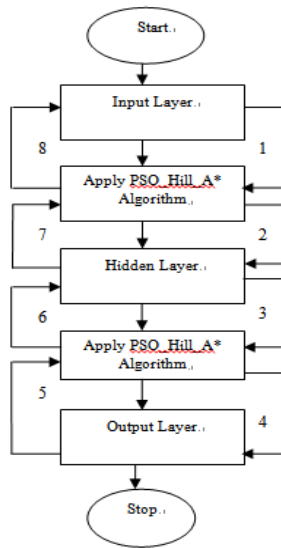 Start.
Input Layer.
8
1
Apply PSO_Hill_A*
Algorithm.
7
2
Hidden Layer.
6
3
Apply PSO_Hill_A*
Algorithm.
5
4
Output Layer.
Stop.